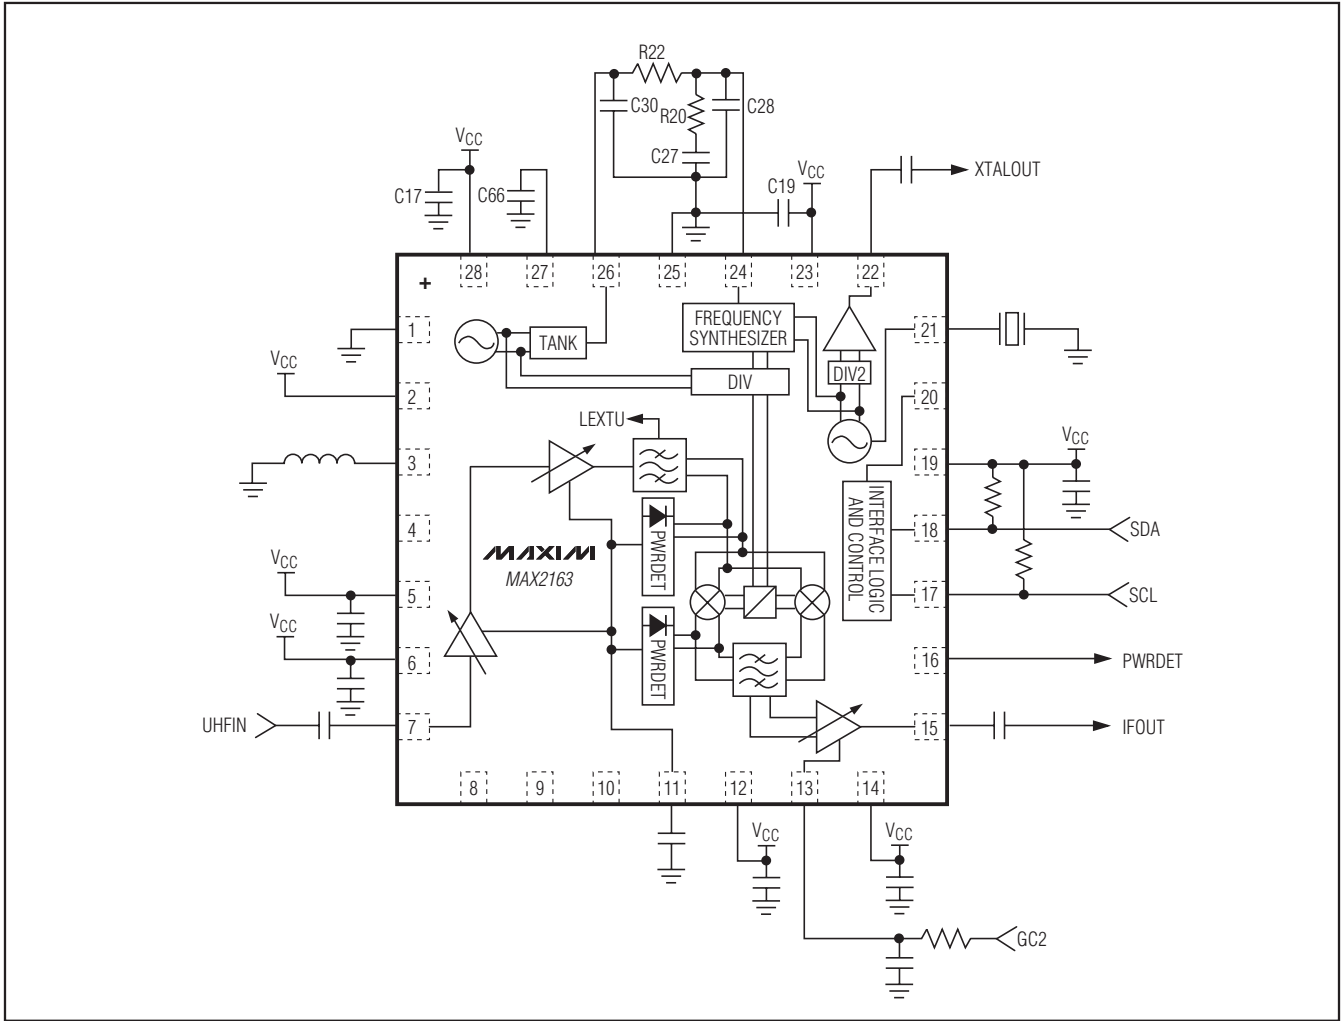 R22
C30
R20
C28
C27
VCC
C17
C66
C19
VCC
XTALOUT
28
27
26
25
24
23
22
+
1
TANK
FREQUENCY
SYNTHESIZER
21
VCC
2
DIV
DIV2
20
LEXTU
3
19
VCC
4
MAXIM
MAX2163
PWRDET
INTERFACE LOGIC
AND CONTROL
18
SDA
VCC
5
17
SCL
VCC
6
PWRDET
16
PWRDET
UHFIN
7
15
IFOUT
8
9
10
11
12
13
14
VCC
VCC
GC2